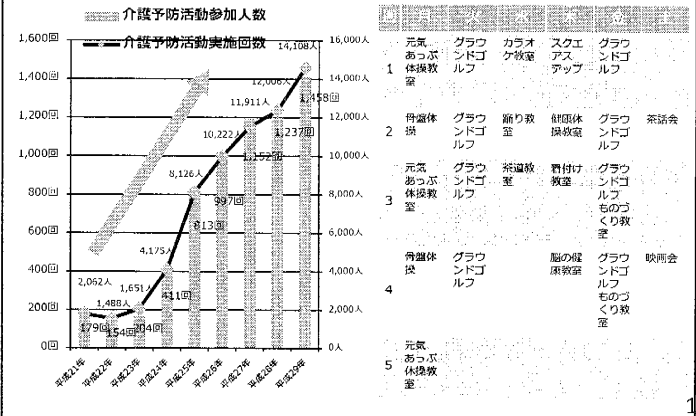 介護予防活動参加人数
介護予防活動実施回数
1,600回
1,400回
1,200回
1,000回
800回
600回
400回
200回
0回
16,000人
14,000人
12,000人
10,000人
8,000人
6,000人
4,000人
2,000人
0人
2,062人
1,488人
1,651人
4,175人
8,126人
10,222人
11,911人
12,006人
14,108人
179回
154回
204回
411回
813回
997回
1,152回
1,237回
1,458回
平成21年
平成22年
平成23年
平成24年
平成25年
平成26年
平成27年
平成28年
平成29年
週 月 火 水 木 金 土
1
元気
あっぷ
体操教
室
グラウ
ンドゴ
ルフ
カラオ
ケ教室
スクエ
アス
テップ
グラウ
ンドゴ
ルフ
2
骨盤体
操
グラウ
ンドゴ
ルフ
踊り教
室
健康体
操教室
グラウ
ンドゴ
ルフ
茶話会
3
元気
あっぷ
体操教
室
グラウ
ンドゴ
ルフ
茶道教
室
着付け
教室
グラウ
ンドゴ
ルフ
ものづ
くり教
室
4
骨盤体
操
グラウ
ンドゴ
ルフ
脳の健
康教室
グラウ
ンドゴ
ルフ
ものづ
くり教
室
映画会
5
元気
あっぷ
体操教
室
1